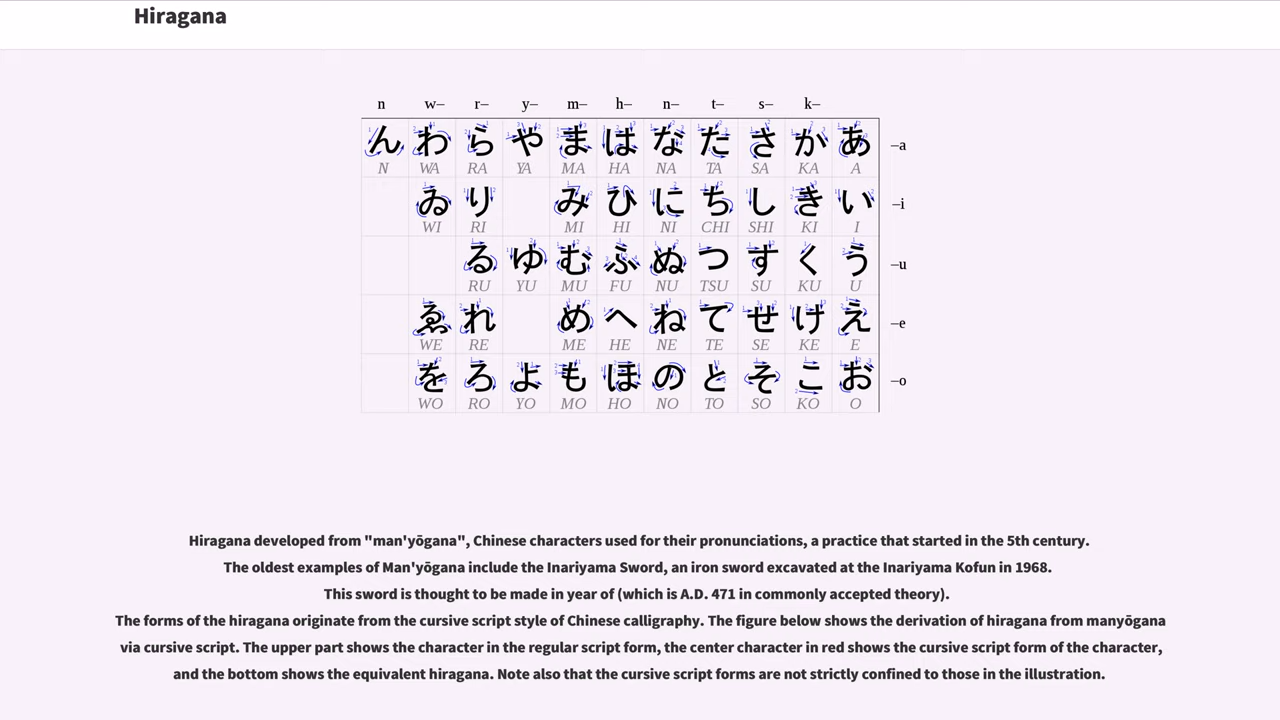 Hiragana
n w– r– y– m– h– n– t– s– k–
ん わ ら や ま は な た さ か あ –a
N WA RA YA MA HA NA TA SA KA A
ゐ り み ひ に ち し き い –i
WI RI MI HI NI CHI SHI KI I
る ゆ む ふ ぬ つ す く う –u
RU YU MU FU NU TSU SU KU U
ゑ れ め へ ね て せ け え –e
WE RE ME HE NE TE SE KE E
を ろ よ も ほ の と そ こ お –o
WO RO YO MO HO NO TO SO KO O
Hiragana developed from "man'yōgana", Chinese characters used for their pronunciations, a practice that started in the 5th century.
The oldest examples of Man'yōgana include the Inariyama Sword, an iron sword excavated at the Inariyama Kofun in 1968.
This sword is thought to be made in year of (which is A.D. 471 in commonly accepted theory).
The forms of the hiragana originate from the cursive script style of Chinese calligraphy. The figure below shows the derivation of hiragana from manyōgana
via cursive script. The upper part shows the character in the regular script form, the center character in red shows the cursive script form of the character,
and the bottom shows the equivalent hiragana. Note also that the cursive script forms are not strictly confined to those in the illustration.